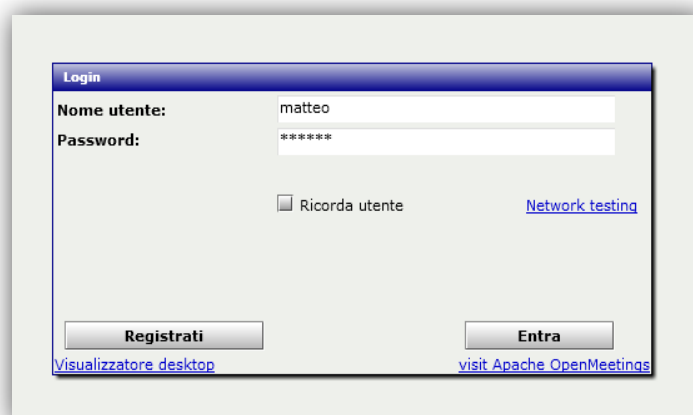 Login
Nome utente: matteo
Password: ******
Ricorda utente Network testing
Registrati Entra
Visualizzatore desktop visit Apache OpenMeetings